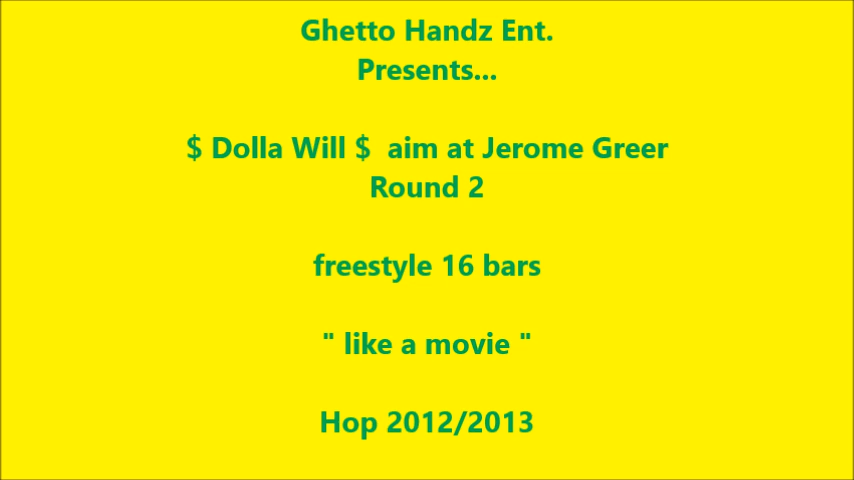 Ghetto Handz Ent.
Presents...
$ Dolla Will $  aim at Jerome Greer
Round 2
freestyle 16 bars
" like a movie "
Hop 2012/2013